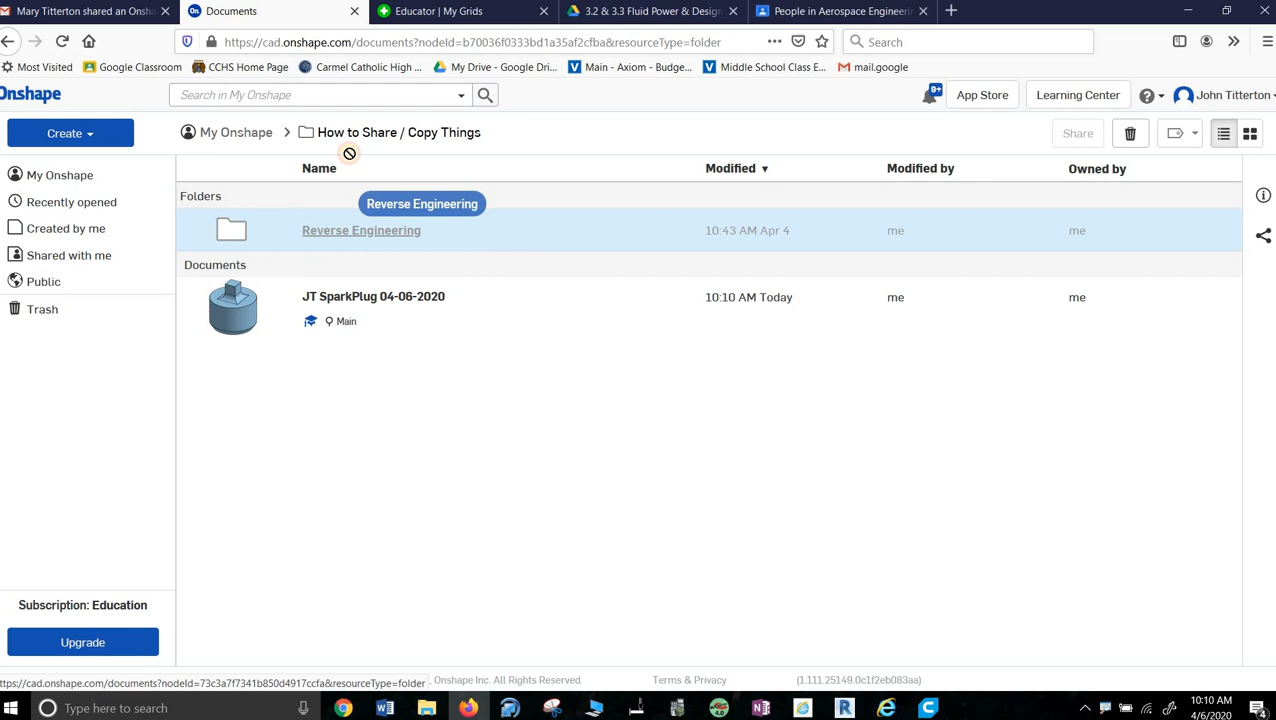 Mary Titterton shared an Onsha
Documents
Educator | My Grids
3.2 & 3.3 Fluid Power & Design
People in Aerospace Engineerin
https://cad.onshape.com/documents?nodeId=b70036f0333bd1a35af2cfba&resourceType=folder
Search
Most Visited
Google Classroom
CCHS Home Page
Carmel Catholic High ...
My Drive - Google Dri...
Main - Axiom - Budge...
Middle School Class E...
mail.google
Onshape
Search in My Onshape
9+
App Store
Learning Center
John Titterton
Create
My Onshape > How to Share / Copy Things
Share
My Onshape
Recently opened
Created by me
Shared with me
Public
Trash
Name
Modified
Modified by
Owned by
Folders
Reverse Engineering
Reverse Engineering
10:43 AM Apr 4
me
me
Documents
JT SparkPlug 04-06-2020
10:10 AM Today
me
me
Main
Subscription: Education
Upgrade
ttps://cad.onshape.com/documents?nodeId=73c3a7f7341b850d4917ccfa&resourceType=folder
- Onshape Inc. All Rights Reserved.
Terms & Privacy
(1.111.25149.0c1f2eb083aa)
Type here to search
10:10 AM
4/6/2020
4